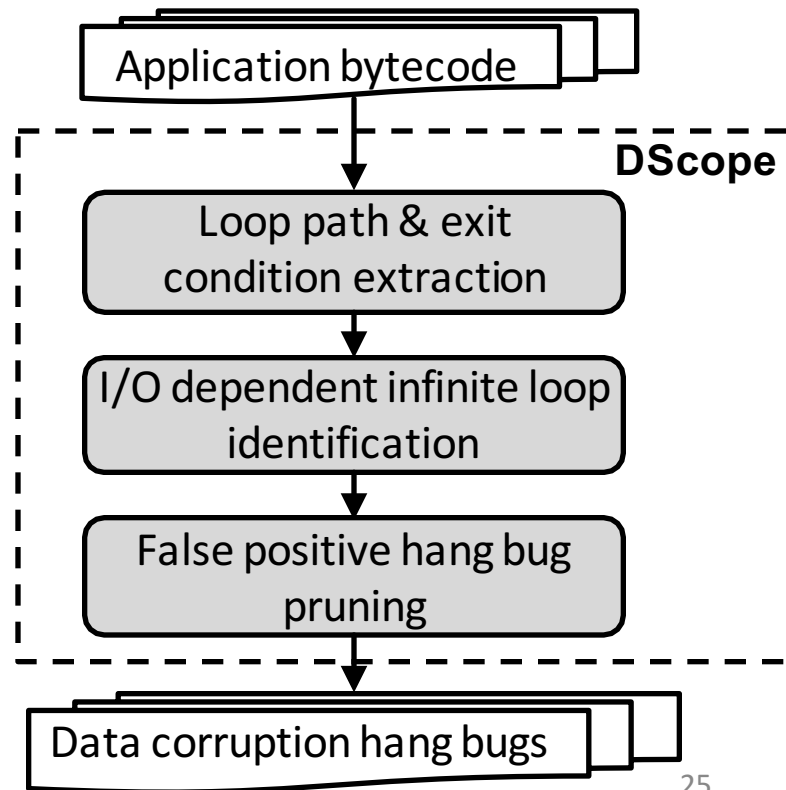 Application bytecode
DScope
Loop path & exit
condition extraction
I/O dependent infinite loop
identification
False positive hang bug
pruning
Data corruption hang bugs
25